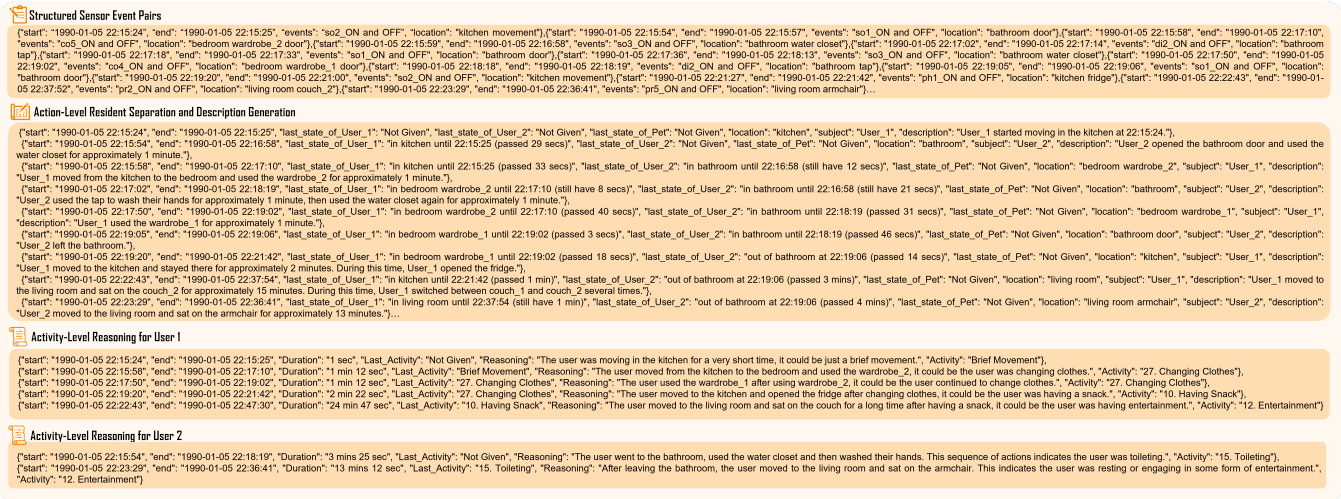 Structured Sensor Event Pairs
{"start": "1990-01-05 22:15:24", "end": "1990-01-05 22:15:25", "events": "so2_ON and OFF", "location": "kitchen movement"},{"start": "1990-01-05 22:15:54", "end": "1990-01-05 22:15:57", "events": "so1_ON and OFF", "location": "bathroom door"},{"start": "1990-01-05 22:15:58", "end": "1990-01-05 22:17:10",
"events": "co5_ON and OFF", "location": "bedroom wardrobe_2 door"},{"start": "1990-01-05 22:15:59", "end": "1990-01-05 22:16:58", "events": "so3_ON and OFF", "location": "bathroom water closet"},{"start": "1990-01-05 22:17:02", "end": "1990-01-05 22:17:14", "events": "di2_ON and OFF", "location": "bathroom
tap"},{"start": "1990-01-05 22:17:18", "end": "1990-01-05 22:17:33", "events": "so1_ON and OFF", "location": "bathroom door"},{"start": "1990-01-05 22:17:36", "end": "1990-01-05 22:18:13", "events": "so3_ON and OFF", "location": "bathroom water closet"},{"start": "1990-01-05 22:17:50", "end": "1990-01-05
22:19:02", "events": "co4_ON and OFF", "location": "bedroom wardrobe_1 door"},{"start": "1990-01-05 22:18:18", "end": "1990-01-05 22:18:19", "events": "di2_ON and OFF", "location": "bathroom tap"},{"start": "1990-01-05 22:19:05", "end": "1990-01-05 22:19:06", "events": "so1_ON and OFF", "location":
"bathroom door"},{"start": "1990-01-05 22:19:20", "end": "1990-01-05 22:21:00", "events": "so2_ON and OFF", "location": "kitchen movement"},{"start": "1990-01-05 22:21:27", "end": "1990-01-05 22:21:42", "events": "ph1_ON and OFF", "location": "kitchen fridge"},{"start": "1990-01-05 22:22:43", "end": "1990-01-
05 22:37:52", "events": "pr2_ON and OFF", "location": "living room couch_2"},{"start": "1990-01-05 22:23:29", "end": "1990-01-05 22:36:41", "events": "pr5_ON and OFF", "location": "living room armchair"}...
Action-Level Resident Separation and Description Generation
{"start": "1990-01-05 22:15:24", "end": "1990-01-05 22:15:25", "last_state_of_User_1": "Not Given", "last_state_of_User_2": "Not Given", "last_state_of_Pet": "Not Given", "location": "kitchen", "subject": "User_1", "description": "User_1 started moving in the kitchen at 22:15:24."},
{"start": "1990-01-05 22:15:54", "end": "1990-01-05 22:16:58", "last_state_of_User_1": "in kitchen until 22:15:25 (passed 29 secs)", "last_state_of_User_2": "Not Given", "last_state_of_Pet": "Not Given", "location": "bathroom", "subject": "User_2", "description": "User_2 opened the bathroom door and used the
water closet for approximately 1 minute."},
{"start": "1990-01-05 22:15:58", "end": "1990-01-05 22:17:10", "last_state_of_User_1": "in kitchen until 22:15:25 (passed 33 secs)", "last_state_of_User_2": "in bathroom until 22:16:58 (still have 12 secs)", "last_state_of_Pet": "Not Given", "location": "bedroom wardrobe_2", "subject": "User_1", "description":
"User_1 moved from the kitchen to the bedroom and used the wardrobe_2 for approximately 1 minute."},
{"start": "1990-01-05 22:17:02", "end": "1990-01-05 22:18:19", "last_state_of_User_1": "in bedroom wardrobe_2 until 22:17:10 (still have 8 secs)", "last_state_of_User_2": "in bathroom until 22:16:58 (still have 21 secs)", "last_state_of_Pet": "Not Given", "location": "bathroom", "subject": "User_2", "description":
"User_2 used the tap to wash their hands for approximately 1 minute, then used the water closet again for approximately 1 minute."},
{"start": "1990-01-05 22:17:50", "end": "1990-01-05 22:19:02", "last_state_of_User_1": "in bedroom wardrobe_2 until 22:17:10 (passed 40 secs)", "last_state_of_User_2": "in bathroom until 22:18:19 (passed 31 secs)", "last_state_of_Pet": "Not Given", "location": "bedroom wardrobe_1", "subject": "User_1",
"description": "User_1 used the wardrobe_1 for approximately 1 minute."},
{"start": "1990-01-05 22:19:05", "end": "1990-01-05 22:19:06", "last_state_of_User_1": "in bedroom wardrobe_1 until 22:19:02 (passed 3 secs)", "last_state_of_User_2": "in bathroom until 22:18:19 (passed 46 secs)", "last_state_of_Pet": "Not Given", "location": "bathroom door", "subject": "User_2", "description":
"User_2 left the bathroom."},
{"start": "1990-01-05 22:19:20", "end": "1990-01-05 22:21:42", "last_state_of_User_1": "in bedroom wardrobe_1 until 22:19:02 (passed 18 secs)", "last_state_of_User_2": "out of bathroom at 22:19:06 (passed 14 secs)", "last_state_of_Pet": "Not Given", "location": "kitchen", "subject": "User_1", "description":
"User_1 moved to the kitchen and stayed there for approximately 2 minutes. During this time, User_1 opened the fridge."},
{"start": "1990-01-05 22:22:43", "end": "1990-01-05 22:37:54", "last_state_of_User_1": "in kitchen until 22:21:42 (passed 1 min)", "last_state_of_User_2": "out of bathroom at 22:19:06 (passed 3 mins)", "last_state_of_Pet": "Not Given", "location": "living room", "subject": "User_1", "description": "User_1 moved to
the living room and sat on the couch_2 for approximately 15 minutes. During this time, User_1 switched between couch_1 and couch_2 several times."},
{"start": "1990-01-05 22:23:29", "end": "1990-01-05 22:36:41", "last_state_of_User_1": "in living room until 22:37:54 (still have 1 min)", "last_state_of_User_2": "out of bathroom at 22:19:06 (passed 4 mins)", "last_state_of_Pet": "Not Given", "location": "living room armchair", "subject": "User_2", "description":
"User_2 moved to the living room and sat on the armchair for approximately 13 minutes."}...
Activity-Level Reasoning for User 1
{"start": "1990-01-05 22:15:24", "end": "1990-01-05 22:15:25", "Duration": "1 sec", "Last_Activity": "Not Given", "Reasoning": "The user was moving in the kitchen for a very short time, it could be just a brief movement.", "Activity": "Brief Movement"},
{"start": "1990-01-05 22:15:58", "end": "1990-01-05 22:17:10", "Duration": "1 min 12 sec", "Last_Activity": "Brief Movement", "Reasoning": "The user moved from the kitchen to the bedroom and used the wardrobe_2, it could be the user was changing clothes.", "Activity": "27. Changing Clothes"},
{"start": "1990-01-05 22:17:50", "end": "1990-01-05 22:19:02", "Duration": "1 min 12 sec", "Last_Activity": "27. Changing Clothes", "Reasoning": "The user used the wardrobe_1 after using wardrobe_2, it could be the user continued to change clothes.", "Activity": "27. Changing Clothes"},
{"start": "1990-01-05 22:19:20", "end": "1990-01-05 22:21:42", "Duration": "2 min 22 sec", "Last_Activity": "27. Changing Clothes", "Reasoning": "The user moved to the kitchen and opened the fridge after changing clothes, it could be the user was having a snack.", "Activity": "10. Having Snack"},
{"start": "1990-01-05 22:22:43", "end": "1990-01-05 22:47:30", "Duration": "24 min 47 sec", "Last_Activity": "10. Having Snack", "Reasoning": "The user moved to the living room and sat on the couch for a long time after having a snack, it could be the user was having entertainment.", "Activity": "12. Entertainment"}
Activity-Level Reasoning for User 2
{"start": "1990-01-05 22:15:54", "end": "1990-01-05 22:18:19", "Duration": "3 mins 25 sec", "Last_Activity": "Not Given", "Reasoning": "The user went to the bathroom, used the water closet and then washed their hands. This sequence of actions indicates the user was toileting.", "Activity": "15. Toileting"},
{"start": "1990-01-05 22:23:29", "end": "1990-01-05 22:36:41", "Duration": "13 mins 12 sec", "Last_Activity": "15. Toileting", "Reasoning": "After leaving the bathroom, the user moved to the living room and sat on the armchair. This indicates the user was resting or engaging in some form of entertainment.",
"Activity": "12. Entertainment"}